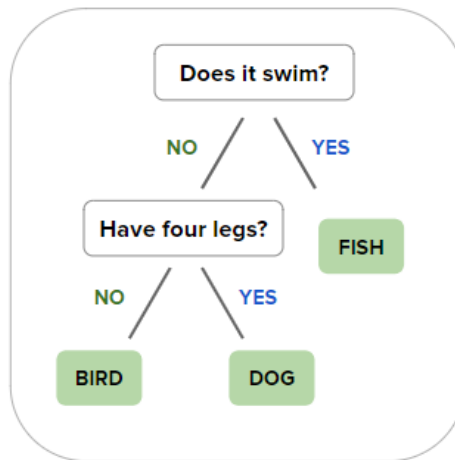 Does it swim?
NO
YES
Have four legs?
FISH
NO
YES
BIRD
DOG